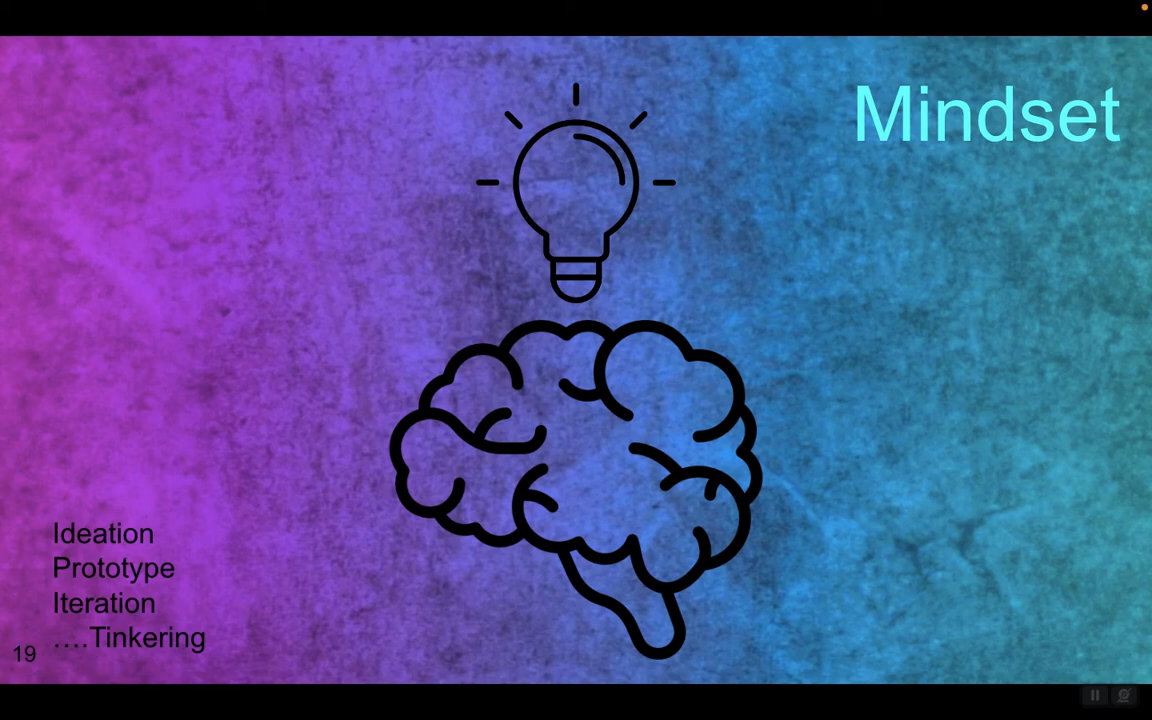 Mindset
Ideation
Prototype
Iteration
….Tinkering
19